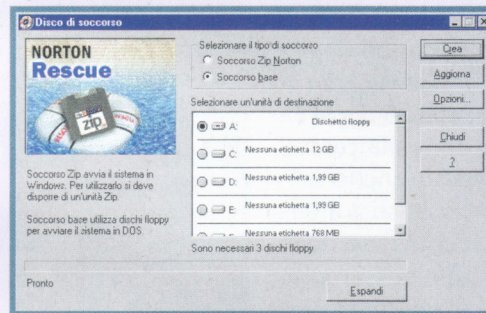 Disco di soccorso
NORTON
Rescue
zip
Soccorso Zip avvia il sistema in
Windows. Per utilizzarlo si deve
disporre di un'unità Zip.
Soccorso base utilizza dischi floppy
per avviare il sistema in DOS.
Selezionare il tipo di soccorso
Soccorso Zip Norton
Soccorso base
Selezionare un'unità di destinazione
A: Dischetto floppy
C: Nessuna etichetta 12 GB
D: Nessuna etichetta 1,99 GB
E: Nessuna etichetta 1,99 GB
Nessuna etichetta 768 MB
Sono necessari 3 dischi floppy.
Crea
Aggiorna
Opzioni...
Chiudi
?
Pronto
Espandi